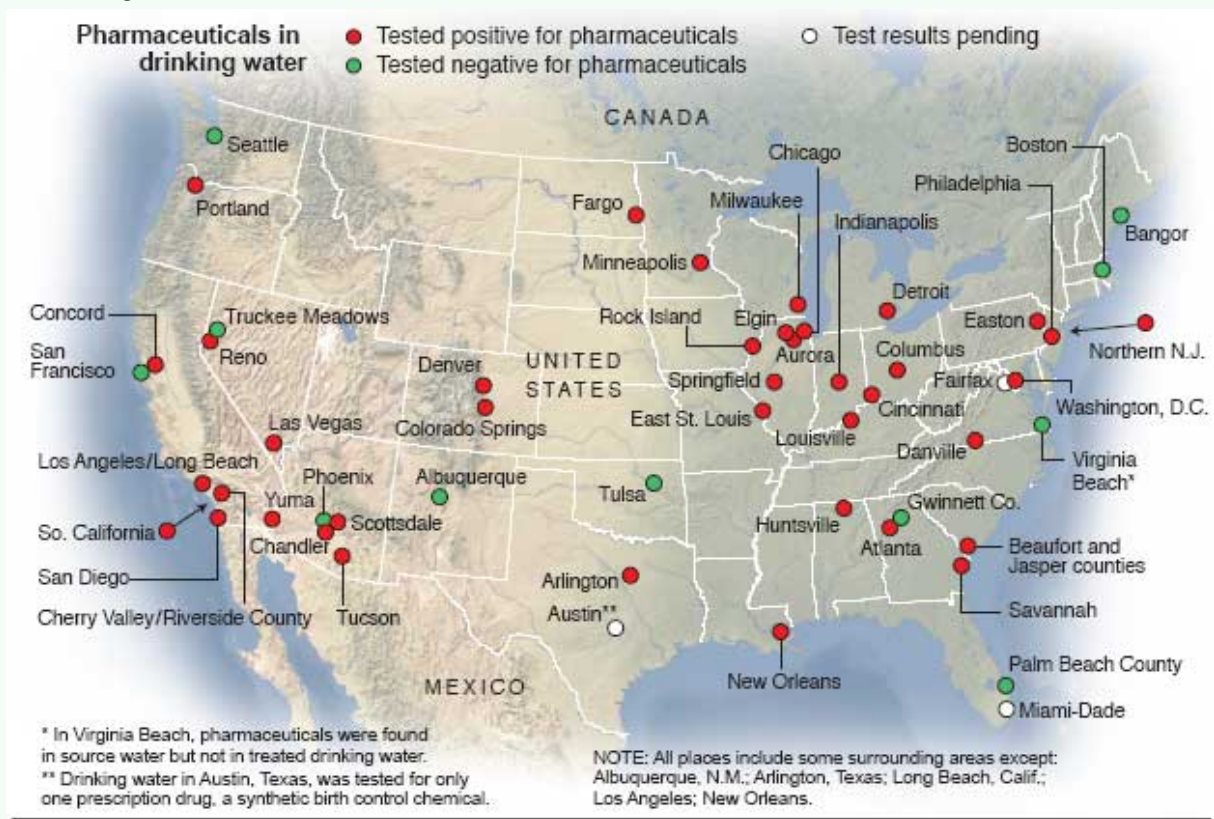 Pharmaceuticals in
drinking water
Tested positive for pharmaceuticals
Tested negative for pharmaceuticals
Test results pending
CANADA
Seattle
Portland
Fargo
Minneapolis
Milwaukee
Chicago
Indianapolis
Boston
Philadelphia
Bangor
Detroit
Concord
San
Francisco
Truckee Meadows
Reno
Rock Island
Elgin
Aurora
Columbus
Easton
Northern N.J.
Denver
Colorado Springs
UNITED
STATES
Springfield
East St. Louis
Louisville
Cincinnati
Fairfax
Washington, D.C.
Danville
Virginia
Beach*
Las Vegas
Los Angeles/Long Beach
Phoenix
Albuquerque
Yuma
Tulsa
Gwinnett Co.
Huntsville
Atlanta
So. California
Scottsdale
Chandler
Beaufort and
Jasper counties
San Diego
Arlington
Austin**
Savannah
Cherry Valley/Riverside County
Tucson
New Orleans
Palm Beach County
Miami-Dade
MEXICO
* In Virginia Beach, pharmaceuticals were found
in source water but not in treated drinking water.
** Drinking water in Austin, Texas, was tested for only
one prescription drug, a synthetic birth control chemical.
NOTE: All places include some surrounding areas except:
Albuquerque, N.M.; Arlington, Texas; Long Beach, Calif.;
Los Angeles; New Orleans.